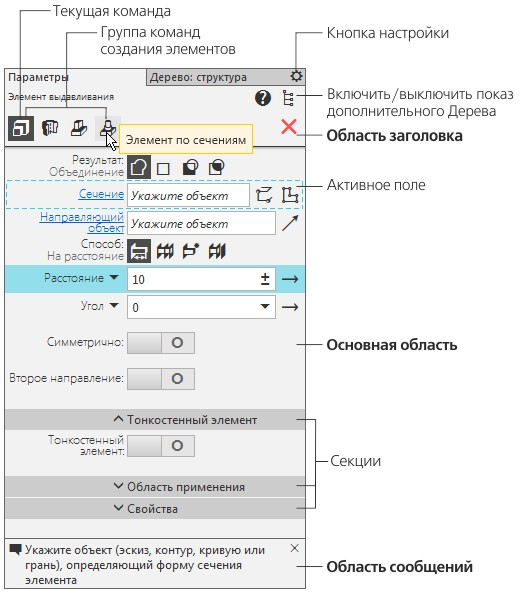 Текущая команда
Группа команд
создания элементов
Кнопка настройки
Параметры
Дерево: структура
Элемент выдавливания
?
Включить/выключить показ
дополнительного Дерева
Элемент по сечениям
Область заголовка
Результат:
Объединение
Сечение
Укажите объект
Активное поле
Направляющий
объект
Укажите объект
Способ:
На расстояние
Расстояние
10
±
Угол
0
Симметрично:
Основная область
Второе направление:
Тонкостенный элемент
Тонкостенный
элемент:
Секции
Область применения
Свойства
Укажите объект (эскиз, контур, кривую или
грань), определяющий форму сечения
элемента
Область сообщений